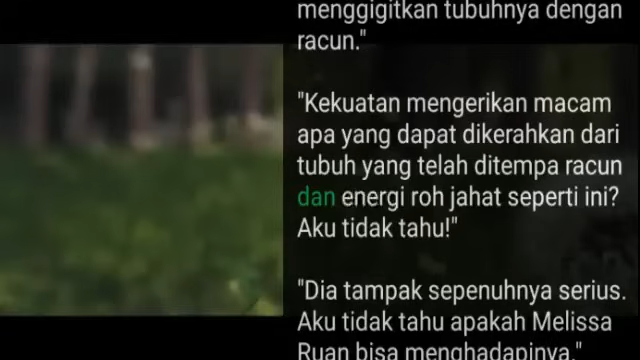 menggigitkan tubuhnya dengan
racun."
"Kekuatan mengerikan macam
apa yang dapat dikerahkan dari
tubuh yang telah ditempa racun
dan energi roh jahat seperti ini?
Aku tidak tahu!"
"Dia tampak sepenuhnya serius.
Aku tidak tahu apakah Melissa
Ruan bisa menghadapinya."